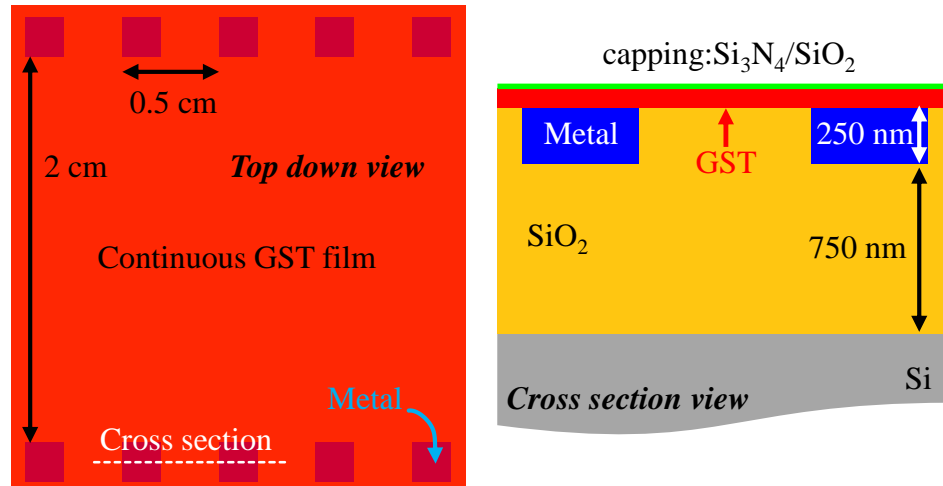 0.5 cm
2 cm
Top down view
Continuous GST film
Metal
Cross section
capping:Si₃N₄/SiO₂
Metal
250 nm
GST
SiO₂
750 nm
Si
Cross section view